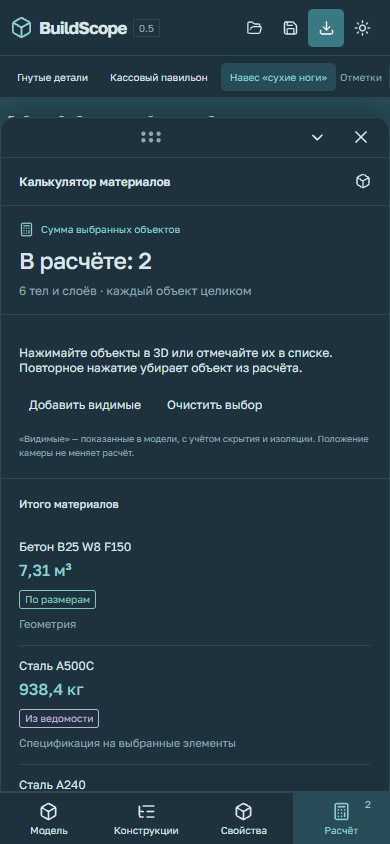 BuildScope 0.5
Гнутые детали Кассовый павильон Навес «сухие ноги» Отметки
Калькулятор материалов
Сумма выбранных объектов
В расчёте: 2
6 тел и слоёв · каждый объект целиком
Нажимайте объекты в 3D или отмечайте их в списке.
Повторное нажатие убирает объект из расчёта.
Добавить видимые Очистить выбор
«Видимые» — показанные в модели, с учётом скрытия и изоляции. Положение
камеры не меняет расчёт.
Итого материалов
Бетон B25 W8 F150
7,31 м³
По размерам
Геометрия
Сталь А500С
938,4 кг
Из ведомости
Спецификация на выбранные элементы
Сталь А240
Модель Конструкции Свойства Расчёт 2